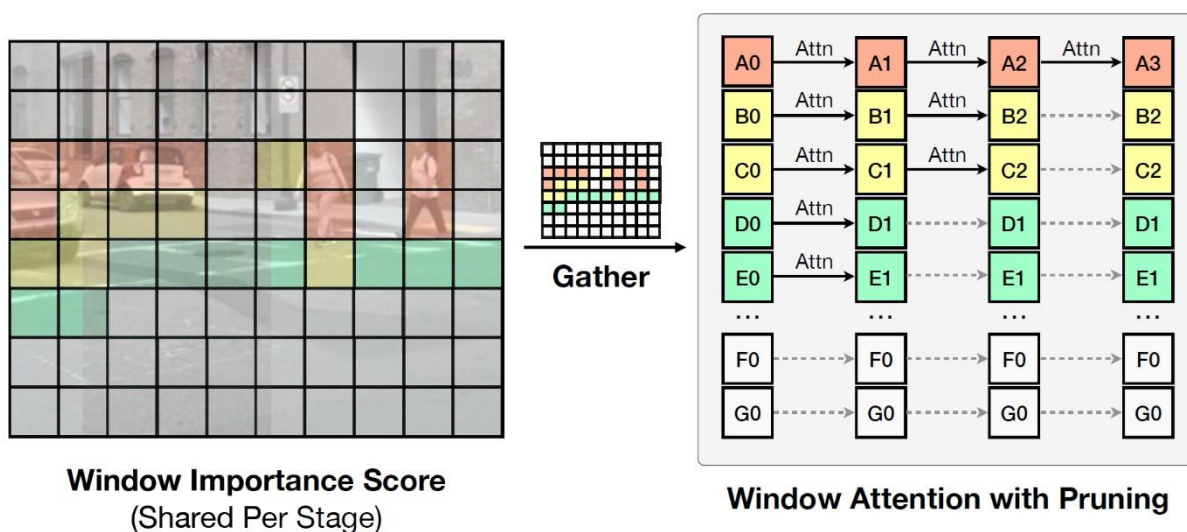 Window Importance Score
(Shared Per Stage)
Gather
A0 Attn A1 Attn A2 Attn A3
B0 Attn B1 Attn B2 B2
C0 Attn C1 Attn C2 C2
D0 Attn D1 D1 D1
E0 Attn E1 E1 E1
... ... ... ...
F0 F0 F0 F0
G0 G0 G0 G0
Window Attention with Pruning